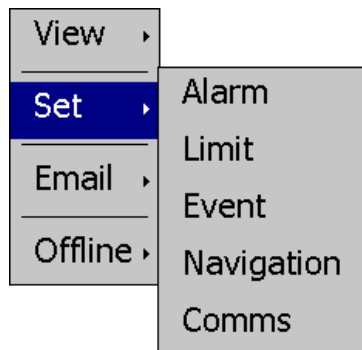 View
Set
Email
Offline
Alarm
Limit
Event
Navigation
Comms